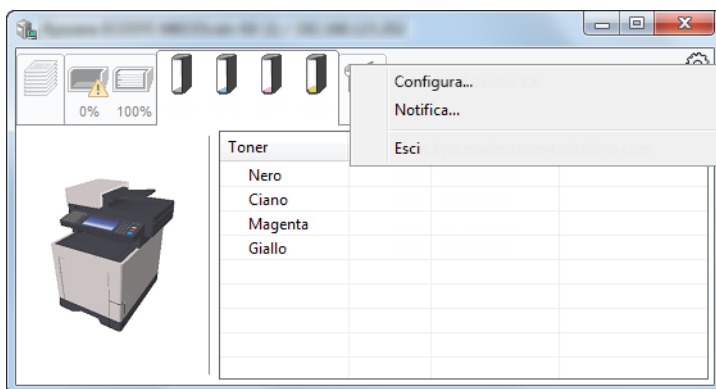 0% 100%
Configura...
Notifica...
Esci
Toner
Nero
Ciano
Magenta
Giallo